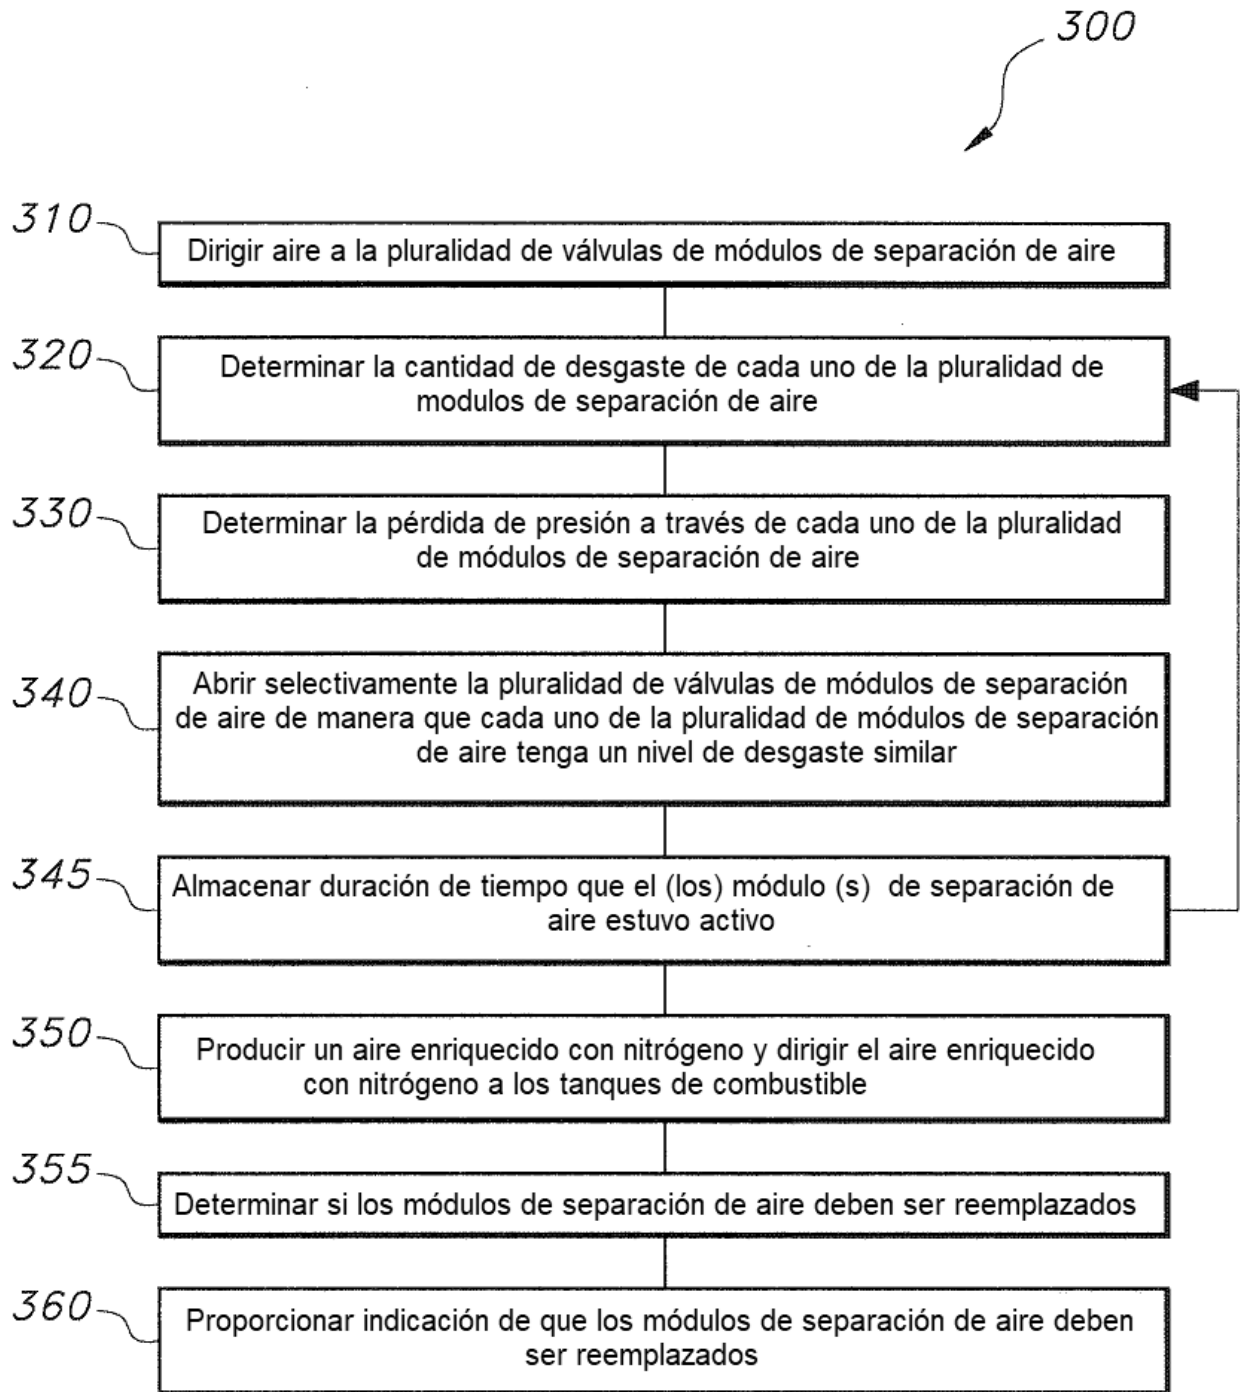 300
310
Dirigir aire a la pluralidad de válvulas de módulos de separación de aire
320
Determinar la cantidad de desgaste de cada uno de la pluralidad de
modulos de separación de aire
330
Determinar la pérdida de presión a través de cada uno de la pluralidad
de módulos de separación de aire
340
Abrir selectivamente la pluralidad de válvulas de módulos de separación
de aire de manera que cada uno de la pluralidad de módulos de separación
de aire tenga un nivel de desgaste similar
345
Almacenar duración de tiempo que el (los) módulo (s) de separación de
aire estuvo activo
350
Producir un aire enriquecido con nitrógeno y dirigir el aire enriquecido
con nitrógeno a los tanques de combustible
355
Determinar si los módulos de separación de aire deben ser reemplazados
360
Proporcionar indicación de que los módulos de separación de aire deben
ser reemplazados